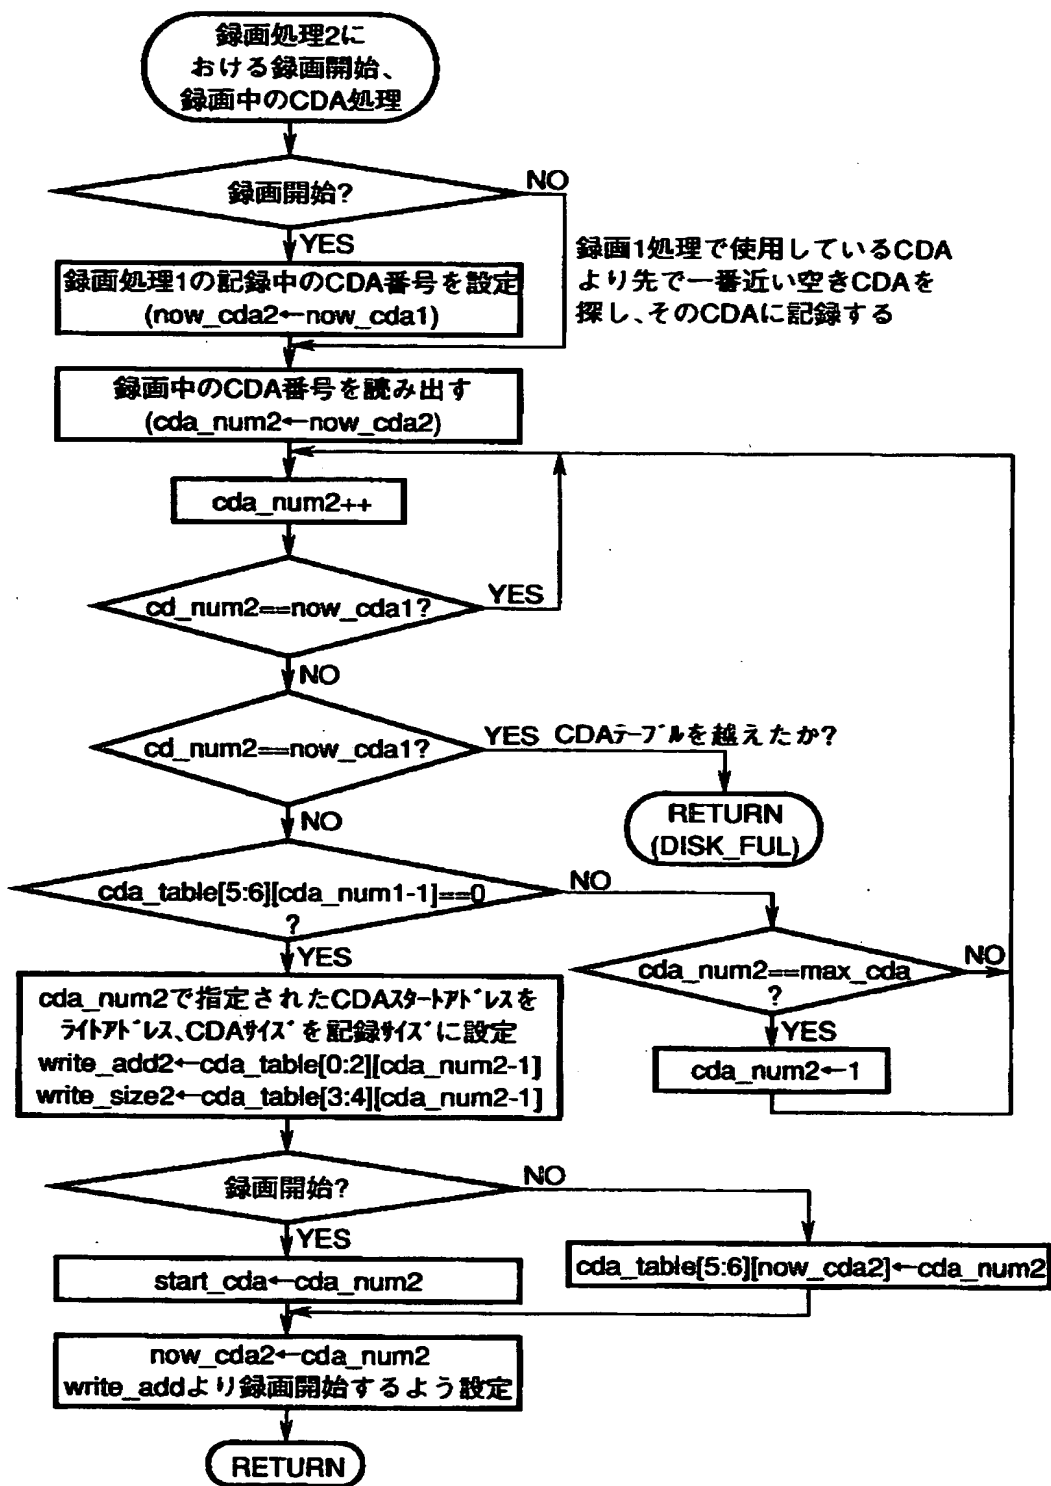 録画処理2に
おける録画開始、
録画中のCDA処理
録画開始?
NO
YES
録画1処理で使用しているCDA
より先で一番近い空きCDAを
探し、そのCDAに記録する
録画処理1の記録中のCDA番号を設定
(now_cda2←now_cda1)
録画中のCDA番号を読み出す
(cda_num2←now_cda2)
cda_num2++
cd_num2==now_cda1?
YES
NO
cd_num2==now_cda1?
YES CDAテーブルを越えたか?
RETURN
(DISK_FUL)
NO
cda_table[5:6][cda_num1-1]==0
?
NO
YES
cda_num2==max_cda
?
NO
YES
cda_num2←1
cda_num2で指定されたCDAスタートアドレスを
ライトアドレス、CDAサイズを記録サイズに設定
write_add2←cda_table[0:2][cda_num2-1]
write_size2←cda_table[3:4][cda_num2-1]
録画開始?
NO
YES
start_cda←cda_num2
cda_table[5:6][now_cda2]←cda_num2
now_cda2←cda_num2
write_addより録画開始するよう設定
RETURN